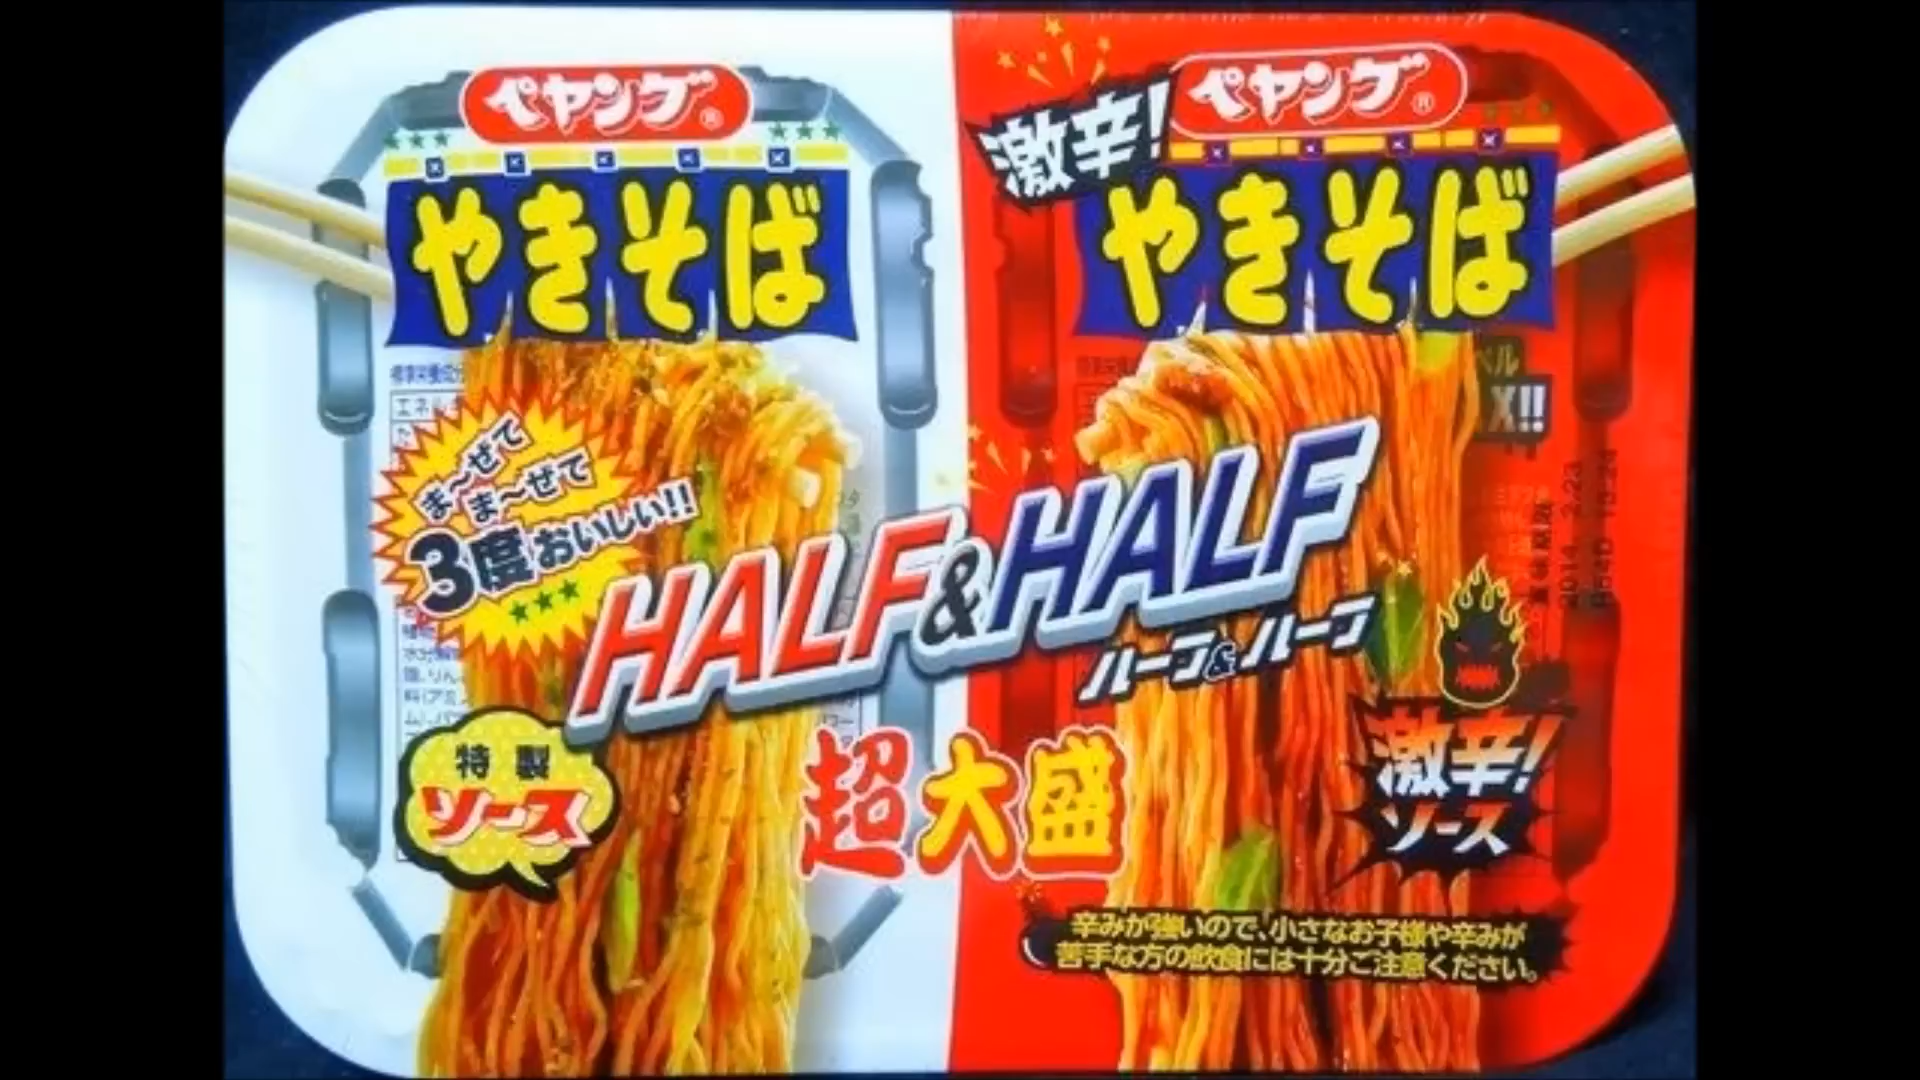 ペヤング®
やきそば
激辛!
ペヤング®
やきそば
ま〜ぜて
ま〜ぜて
3度おいしい!!
HALF&HALF
ハーフ&ハーフ
超大盛
特製
ソース
激辛!
ソース
辛みが強いので、小さなお子様や辛みが
苦手な方の飲食には十分ご注意ください。